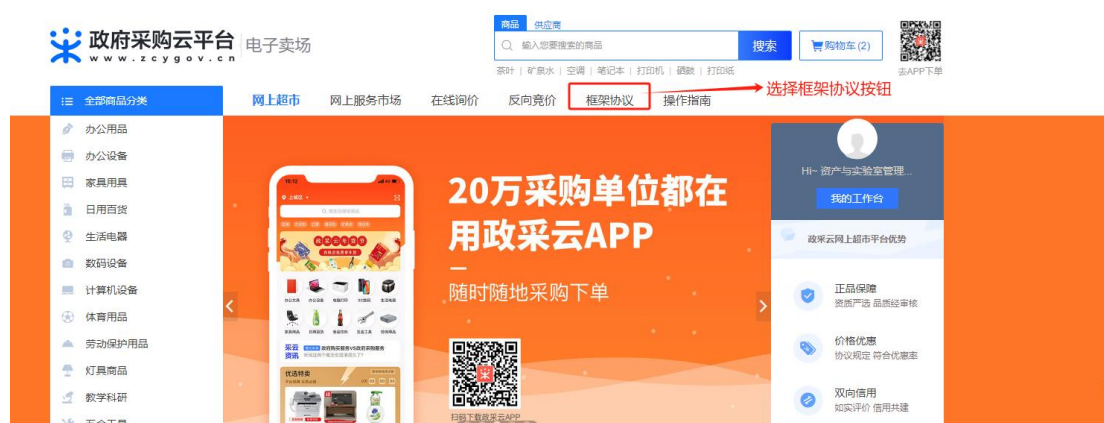 商品 供应商
政府采购云平台 电子卖场
www.zcygov.cn
输入您要搜索的商品 搜索 购物车(2)
茶叶 | 矿泉水 | 空调 | 笔记本 | 打印机 | 硒鼓 | 打印纸
去APP下单
选择框架协议按钮
全部商品分类 网上超市 网上服务市场 在线询价 反向竞价 框架协议 操作指南
办公用品
办公设备
家具用具
日用百货
生活电器
数码设备
计算机设备
体育用品
劳动保护用品
灯具商品
教学科研
五金工具
20万采购单位都在
用政采云APP
随时随地采购下单
扫码下载政采云APP
采云
资讯
优选特卖
Hi~ 资产与实验室管理...
我的工作台
政采云网上超市平台优势
正品保障
资质严选 品质经审核
价格优惠
协议规定 符合优惠率
双向信用
如实评价 信用共建